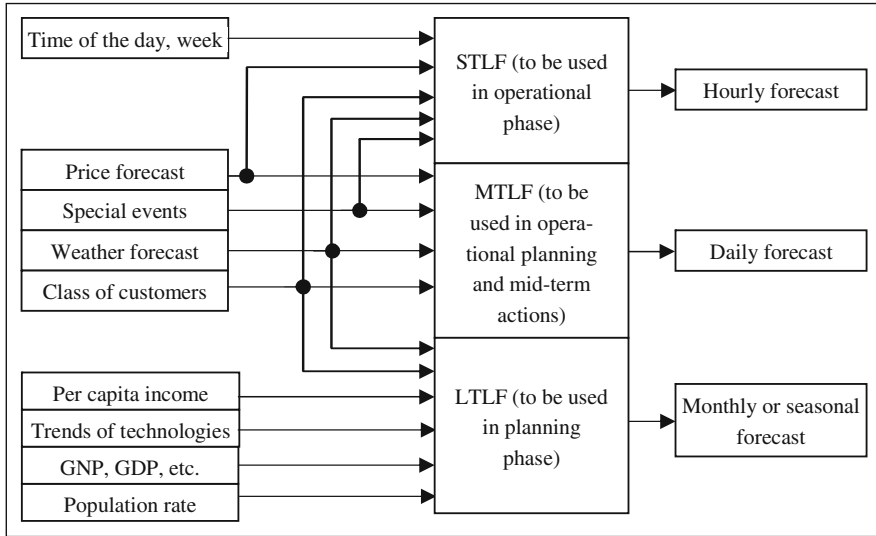 Time of the day, week
Price forecast
Special events
Weather forecast
Class of customers
Per capita income
Trends of technologies
GNP, GDP, etc.
Population rate
STLF (to be used
in operational
phase)
MTLF (to be
used in opera-
tional planning
and mid-term
actions)
LTLF (to be used
in planning
phase)
Hourly forecast
Daily forecast
Monthly or seasonal
forecast